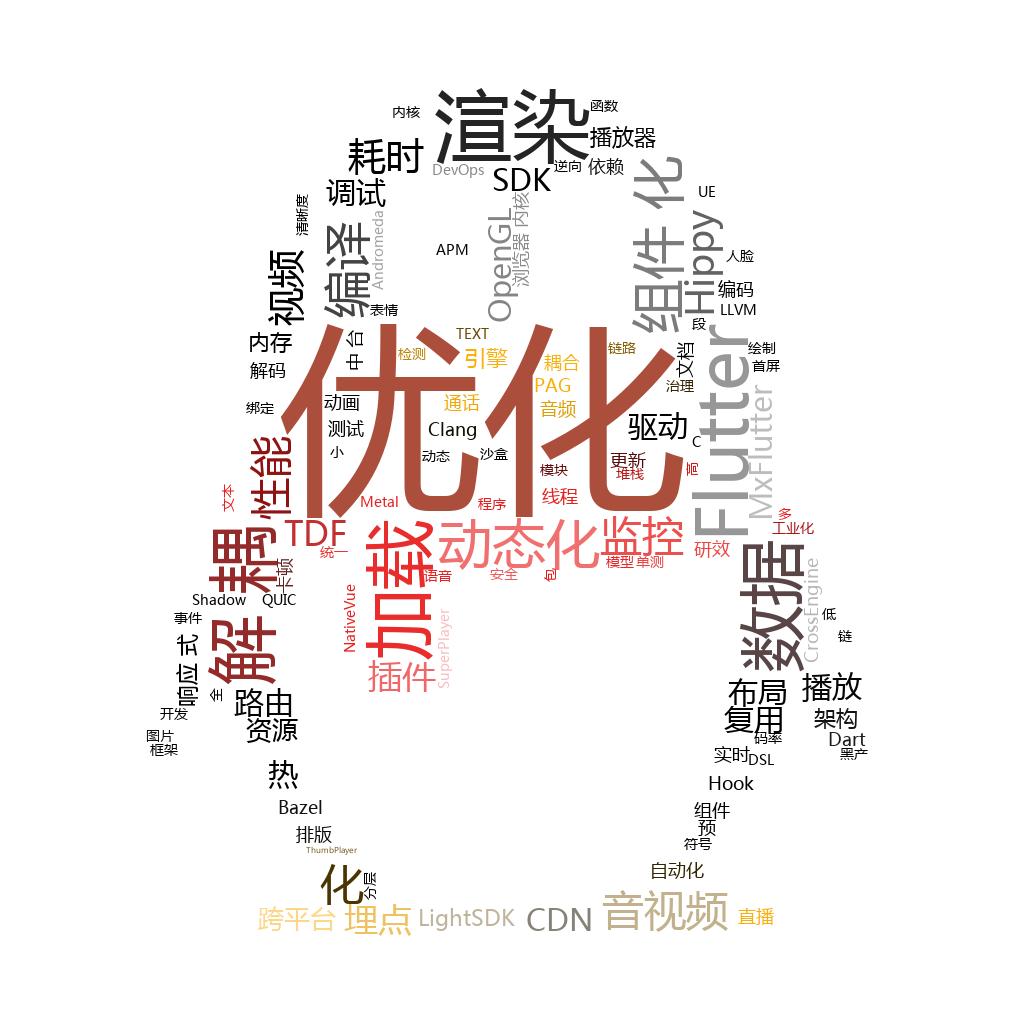 渲染
函数
内核
播放器
耗时
DevOps
SDK
逆向
依赖
调试
UE
组件 化
清晰度
Andromeda
编译
OpenGL
浏览器 内核
APM
Hippy
人脸
视频
编码
表情
LLVM
段
内存
中 台
TEXT
检测
引擎
链路
文档
绘制
解码
耦合
首屏
PAG
治理
绑定
动画
通话
音频
优化
Flutter
MxFlutter
测试
Clang
驱动
C
小
动态
沙盒
模块
更新
堆栈
高
性能
文本
Metal
程序
线程
多
工业化
TDF
统一
加载
动态化
监控
研效
模型
单测
语音
安全
包
解 耦
卡顿
数据
CrossEngine
Shadow
QUIC
NativeVue
SuperPlayer
事件
低
链
响应 式
插件
全
路由
布局
播放
开发
资源
复用
架构
图片
框架
码率
Dart
黑产
实时
DSL
热
Hook
Bazel
组件
排版
预
符号
ThumbPlayer
化
分层
自动化
跨平台
埋点
LightSDK
CDN
音视频
直播